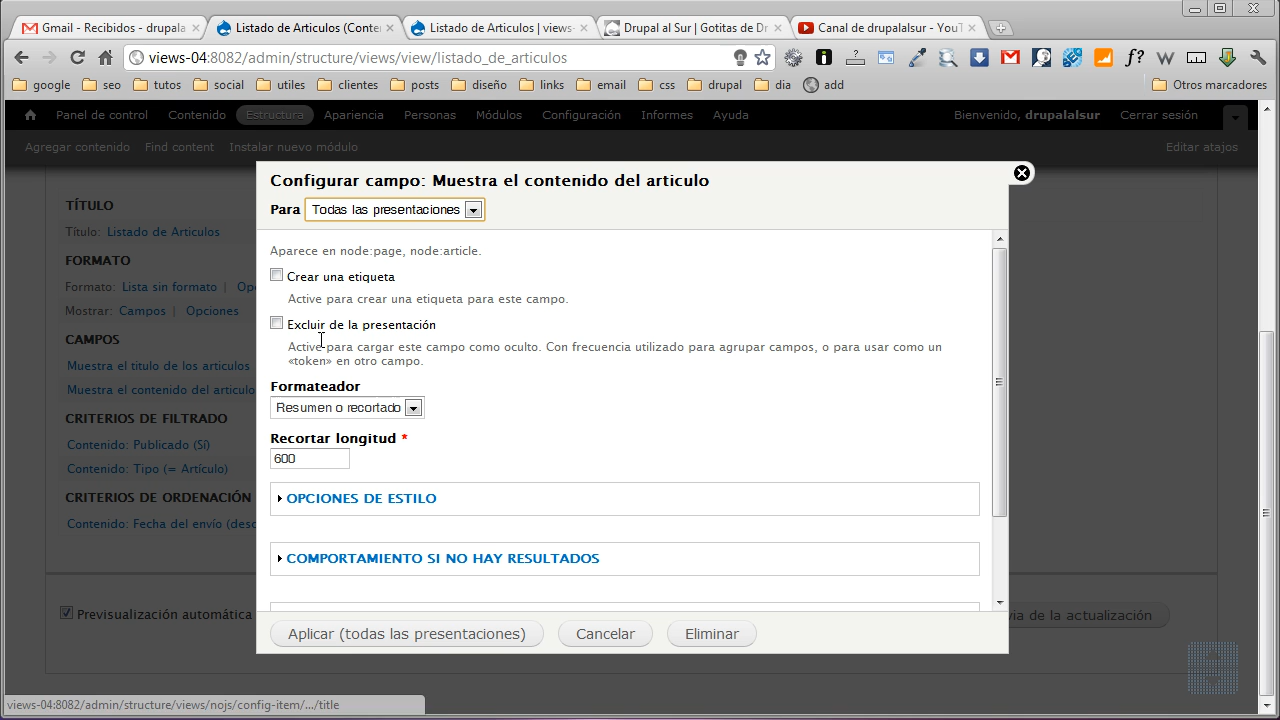 Gmail - Recibidos - drupala
Listado de Articulos (Conte
Listado de Articulos | views-
Drupal al Sur | Gotitas de Dr
Canal de drupalalsur - YouT
views-04:8082/admin/structure/views/view/listado_de_articulos
google seo tutos social utiles clientes posts diseño links email css drupal dia add Otros marcadores
Panel de control Contenido Estructura Apariencia Personas Módulos Configuración Informes Ayuda Bienvenido, drupalalsur Cerrar sesión
Agregar contenido Find content Instalar nuevo módulo Editar atajos
Configurar campo: Muestra el contenido del articulo
Para Todas las presentaciones
Aparece en node:page, node:article.
Crear una etiqueta
Active para crear una etiqueta para este campo.
Excluir de la presentación
Active para cargar este campo como oculto. Con frecuencia utilizado para agrupar campos, o para usar como un
«token» en otro campo.
Formateador
Resumen o recortado
Recortar longitud *
600
OPCIONES DE ESTILO
COMPORTAMIENTO SI NO HAY RESULTADOS
Aplicar (todas las presentaciones) Cancelar Eliminar
TÍTULO
Título: Listado de Articulos
FORMATO
Formato: Lista sin formato | Op
Mostrar: Campos | Opciones
CAMPOS
Muestra el titulo de los articulos
Muestra el contenido del articulo
CRITERIOS DE FILTRADO
Contenido: Publicado (Sí)
Contenido: Tipo (= Artículo)
CRITERIOS DE ORDENACIÓN
Contenido: Fecha del envío (desc
Previsualización automática
via de la actualización
views-04:8082/admin/structure/views/nojs/config-item/.../title